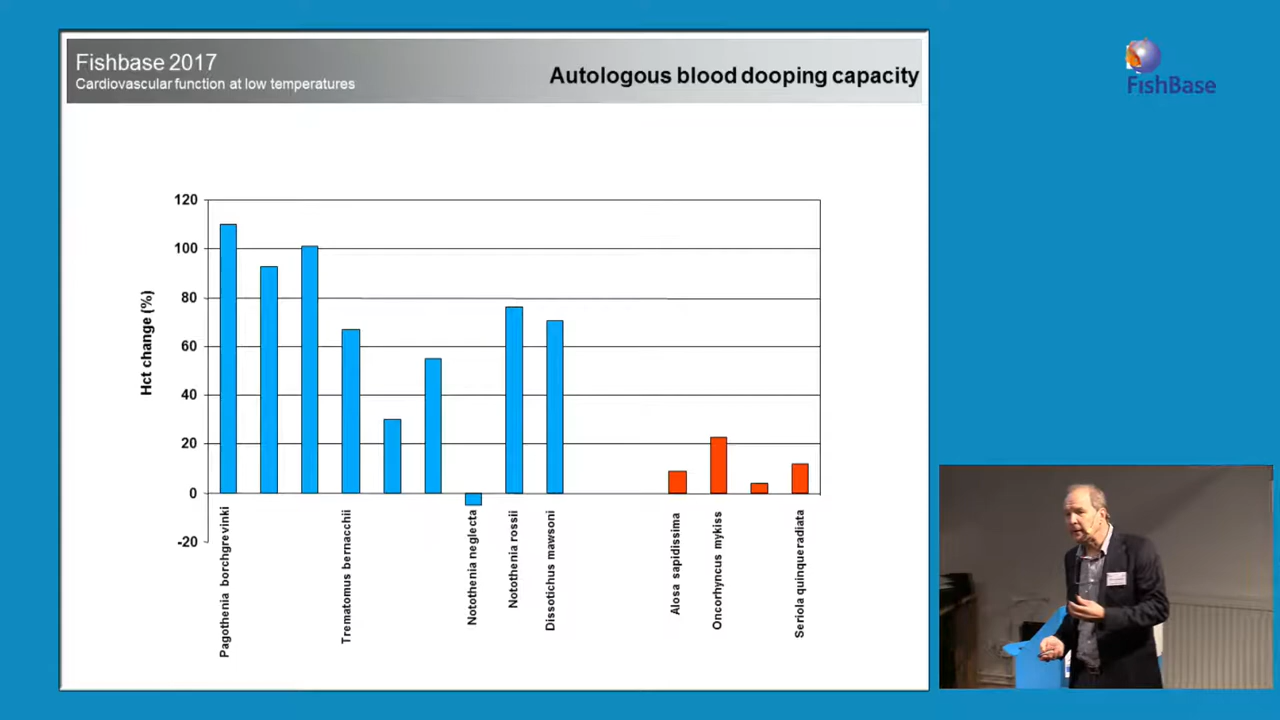 Fishbase 2017
Cardiovascular function at low temperatures
Autologous blood dooping capacity
FishBase
120
100
80
60
40
20
0
-20
Hct change (%)
Pagothenia borchgrevinki
Trematomus bernacchii
Notothenia neglecta
Notothenia rossii
Dissotichus mawsoni
Alosa sapidissima
Oncorhyncus mykiss
Seriola quinqueradiata